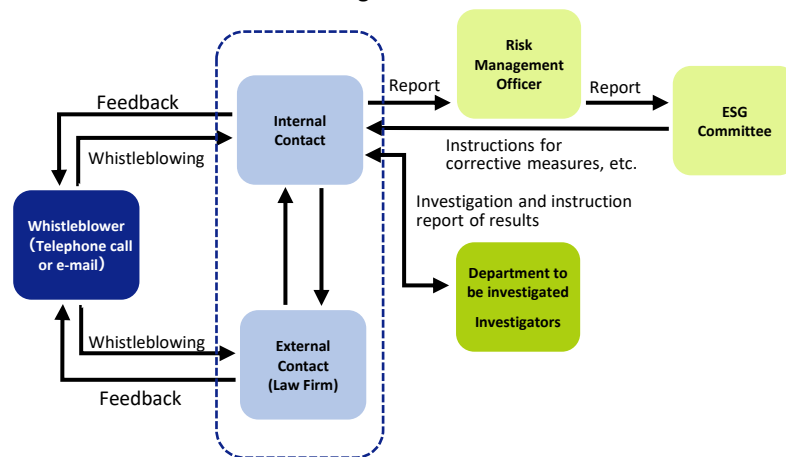 Risk
Management
Officer
Report
Report
ESG
Committee
Feedback
Internal
Contact
Whistleblowing
Instructions for
corrective measures, etc.
Investigation and instruction
report of results
Whistleblower
（Telephone call
or e-mail）
Department to
be investigated
Investigators
Whistleblowing
External
Contact
(Law Firm)
Feedback